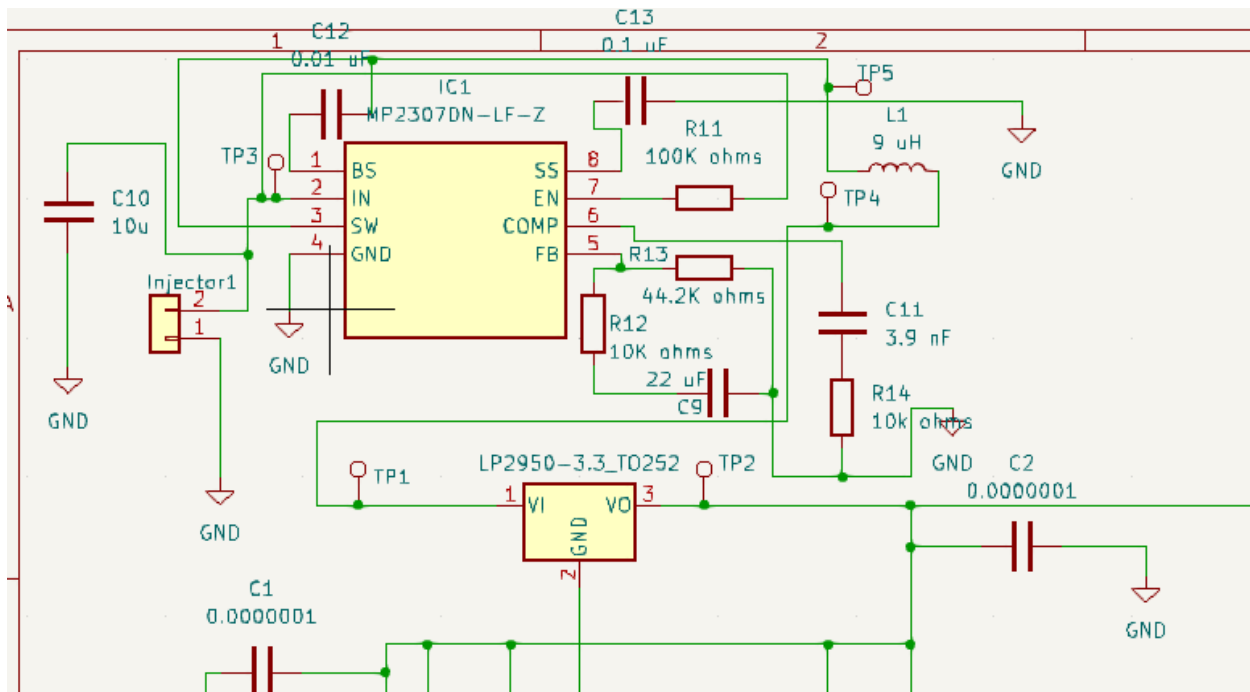 C13
C12
1
0.1 uF
2
0.01 uF
TP5
IC1
MP2307DN-LF-Z
L1
R11
9 uH
TP3
100K ohms
GND
1
BS
SS
8
C10
2
IN
EN
7
TP4
10u
3
SW
COMP
6
4
GND
FB
5
R13
Injector1
2
44.2K ohms
C11
A
R12
3.9 nF
1
10K ohms
GND
22 uF
R14
GND
C9
10k ohms
LP2950-3.3_TO252
TP2
GND
C2
TP1
0.0000001
1
VI
VO
3
GND
GND
2
C1
0.0000001
GND